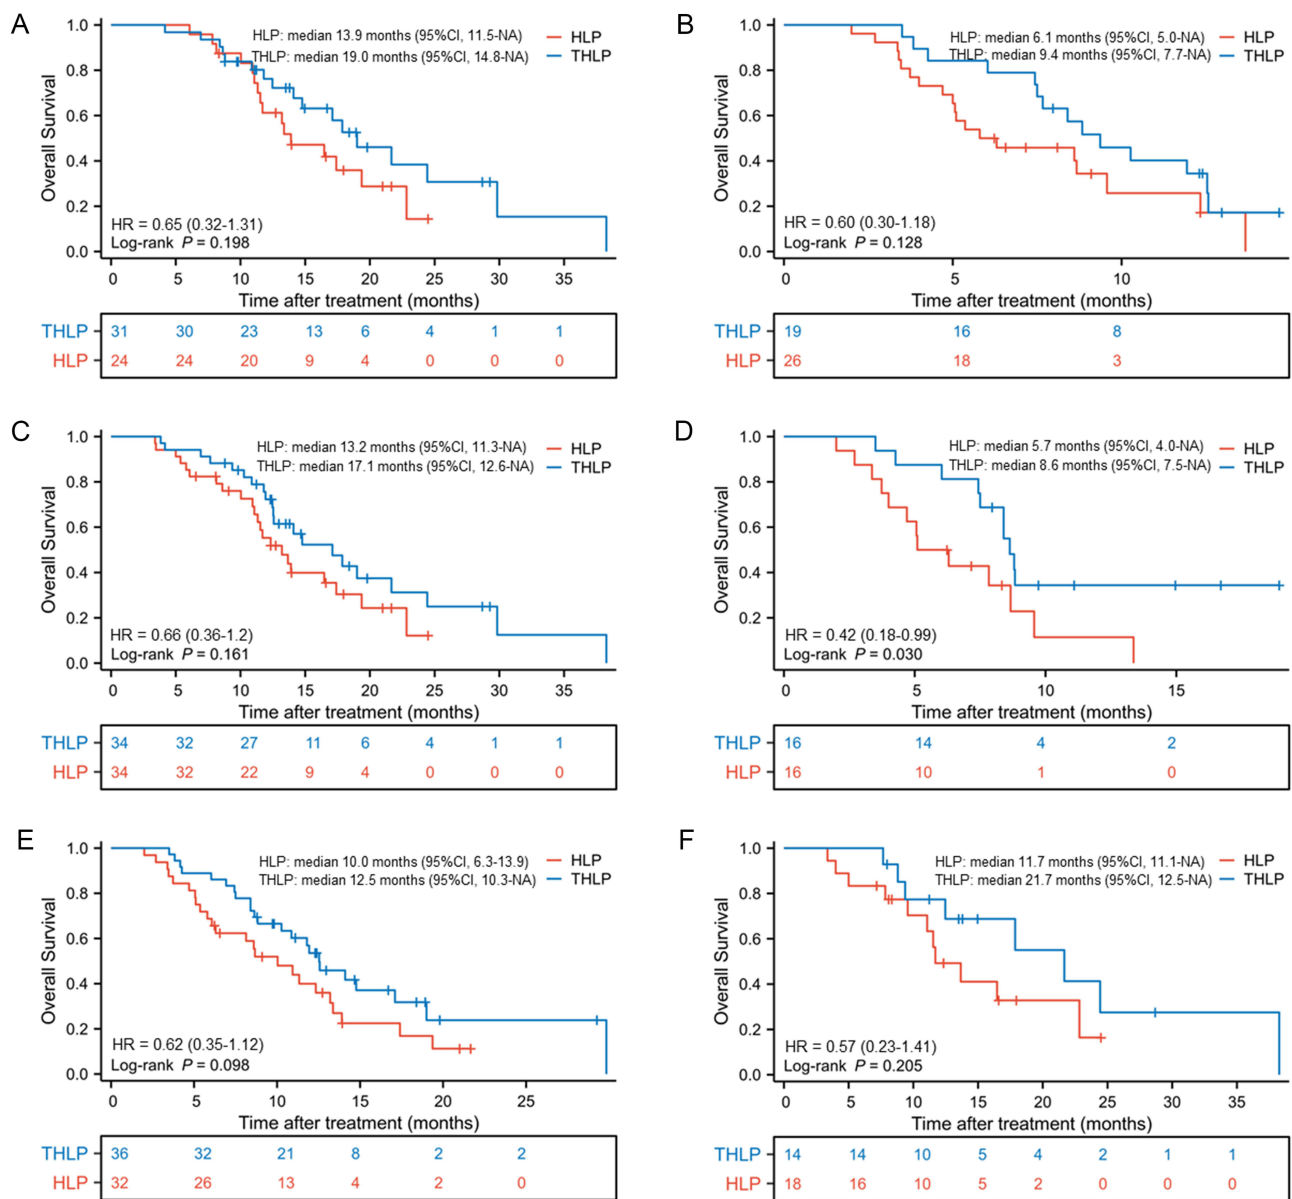 A
1.0
0.8
0.6
0.4
0.2
0.0
Overall Survival
HLP: median 13.9 months (95%CI, 11.5-NA)
THLP: median 19.0 months (95%CI, 14.8-NA)
HLP
THLP
HR = 0.65 (0.32-1.31)
Log-rank P = 0.198
0 5 10 15 20 25 30 35
Time after treatment (months)
THLP 31 30 23 13 6 4 1 1
HLP 24 24 20 9 4 0 0 0
B
1.0
0.8
0.6
0.4
0.2
0.0
Overall Survival
HLP: median 6.1 months (95%CI, 5.0-NA)
THLP: median 9.4 months (95%CI, 7.7-NA)
HLP
THLP
HR = 0.60 (0.30-1.18)
Log-rank P = 0.128
0 5 10
Time after treatment (months)
THLP 19 16 8
HLP 26 18 3
C
1.0
0.8
0.6
0.4
0.2
0.0
Overall Survival
HLP: median 13.2 months (95%CI, 11.3-NA)
THLP: median 17.1 months (95%CI, 12.6-NA)
HLP
THLP
HR = 0.66 (0.36-1.2)
Log-rank P = 0.161
0 5 10 15 20 25 30 35
Time after treatment (months)
THLP 34 32 27 11 6 4 1 1
HLP 34 32 22 9 4 0 0 0
D
1.0
0.8
0.6
0.4
0.2
Overall Survival
HLP: median 5.7 months (95%CI, 4.0-NA)
THLP: median 8.6 months (95%CI, 7.5-NA)
HLP
THLP
HR = 0.42 (0.18-0.99)
Log-rank P = 0.030
0 5 10 15
Time after treatment (months)
THLP 16 14 4 2
HLP 16 10 1 0
E
1.0
0.8
0.6
0.4
0.2
0.0
Overall Survival
HLP: median 10.0 months (95%CI, 6.3-13.9)
THLP: median 12.5 months (95%CI, 10.3-NA)
HLP
THLP
HR = 0.62 (0.35-1.12)
Log-rank P = 0.098
0 5 10 15 20 25
Time after treatment (months)
THLP 36 32 21 8 2 2
HLP 32 26 13 4 2 0
F
1.0
0.8
0.6
0.4
0.2
0.0
Overall Survival
HLP: median 11.7 months (95%CI, 11.1-NA)
THLP: median 21.7 months (95%CI, 12.5-NA)
HLP
THLP
HR = 0.57 (0.23-1.41)
Log-rank P = 0.205
0 5 10 15 20 25 30 35
Time after treatment (months)
THLP 14 14 10 5 4 2 1 1
HLP 18 16 10 5 2 0 0 0